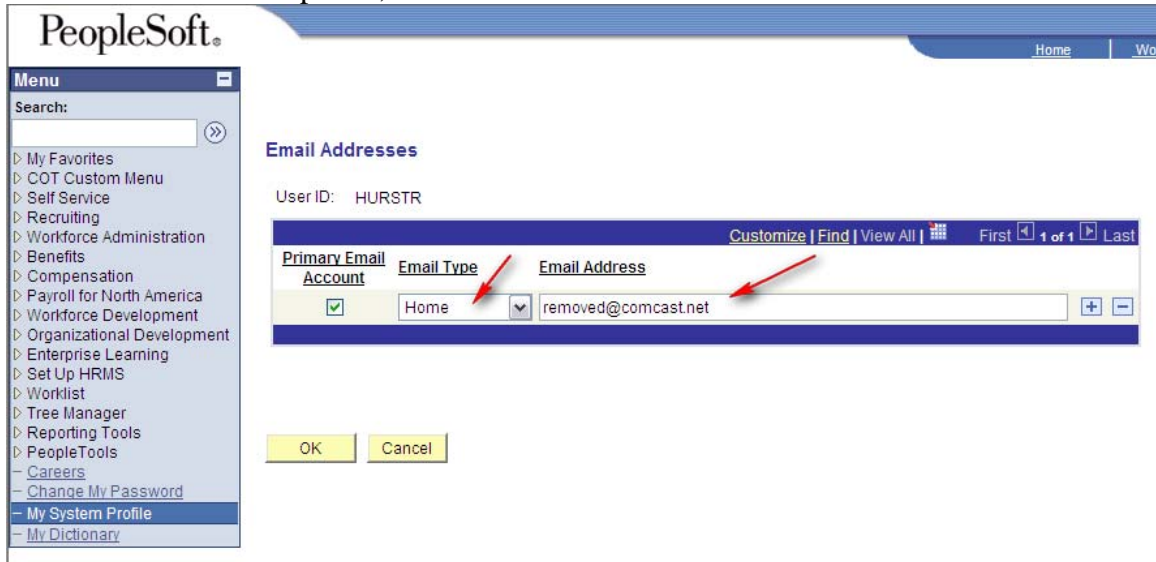 PeopleSoft®
Home | Wo
Menu
Search:
My Favorites
COT Custom Menu
Self Service
Recruiting
Workforce Administration
Benefits
Compensation
Payroll for North America
Workforce Development
Organizational Development
Enterprise Learning
Set Up HRMS
Worklist
Tree Manager
Reporting Tools
PeopleTools
Careers
Change My Password
My System Profile
My Dictionary
Email Addresses
User ID: HURSTR
Customize | Find | View All | First 1 of 1 Last
Primary Email Account Email Type Email Address
Home removed@comcast.net
OK Cancel